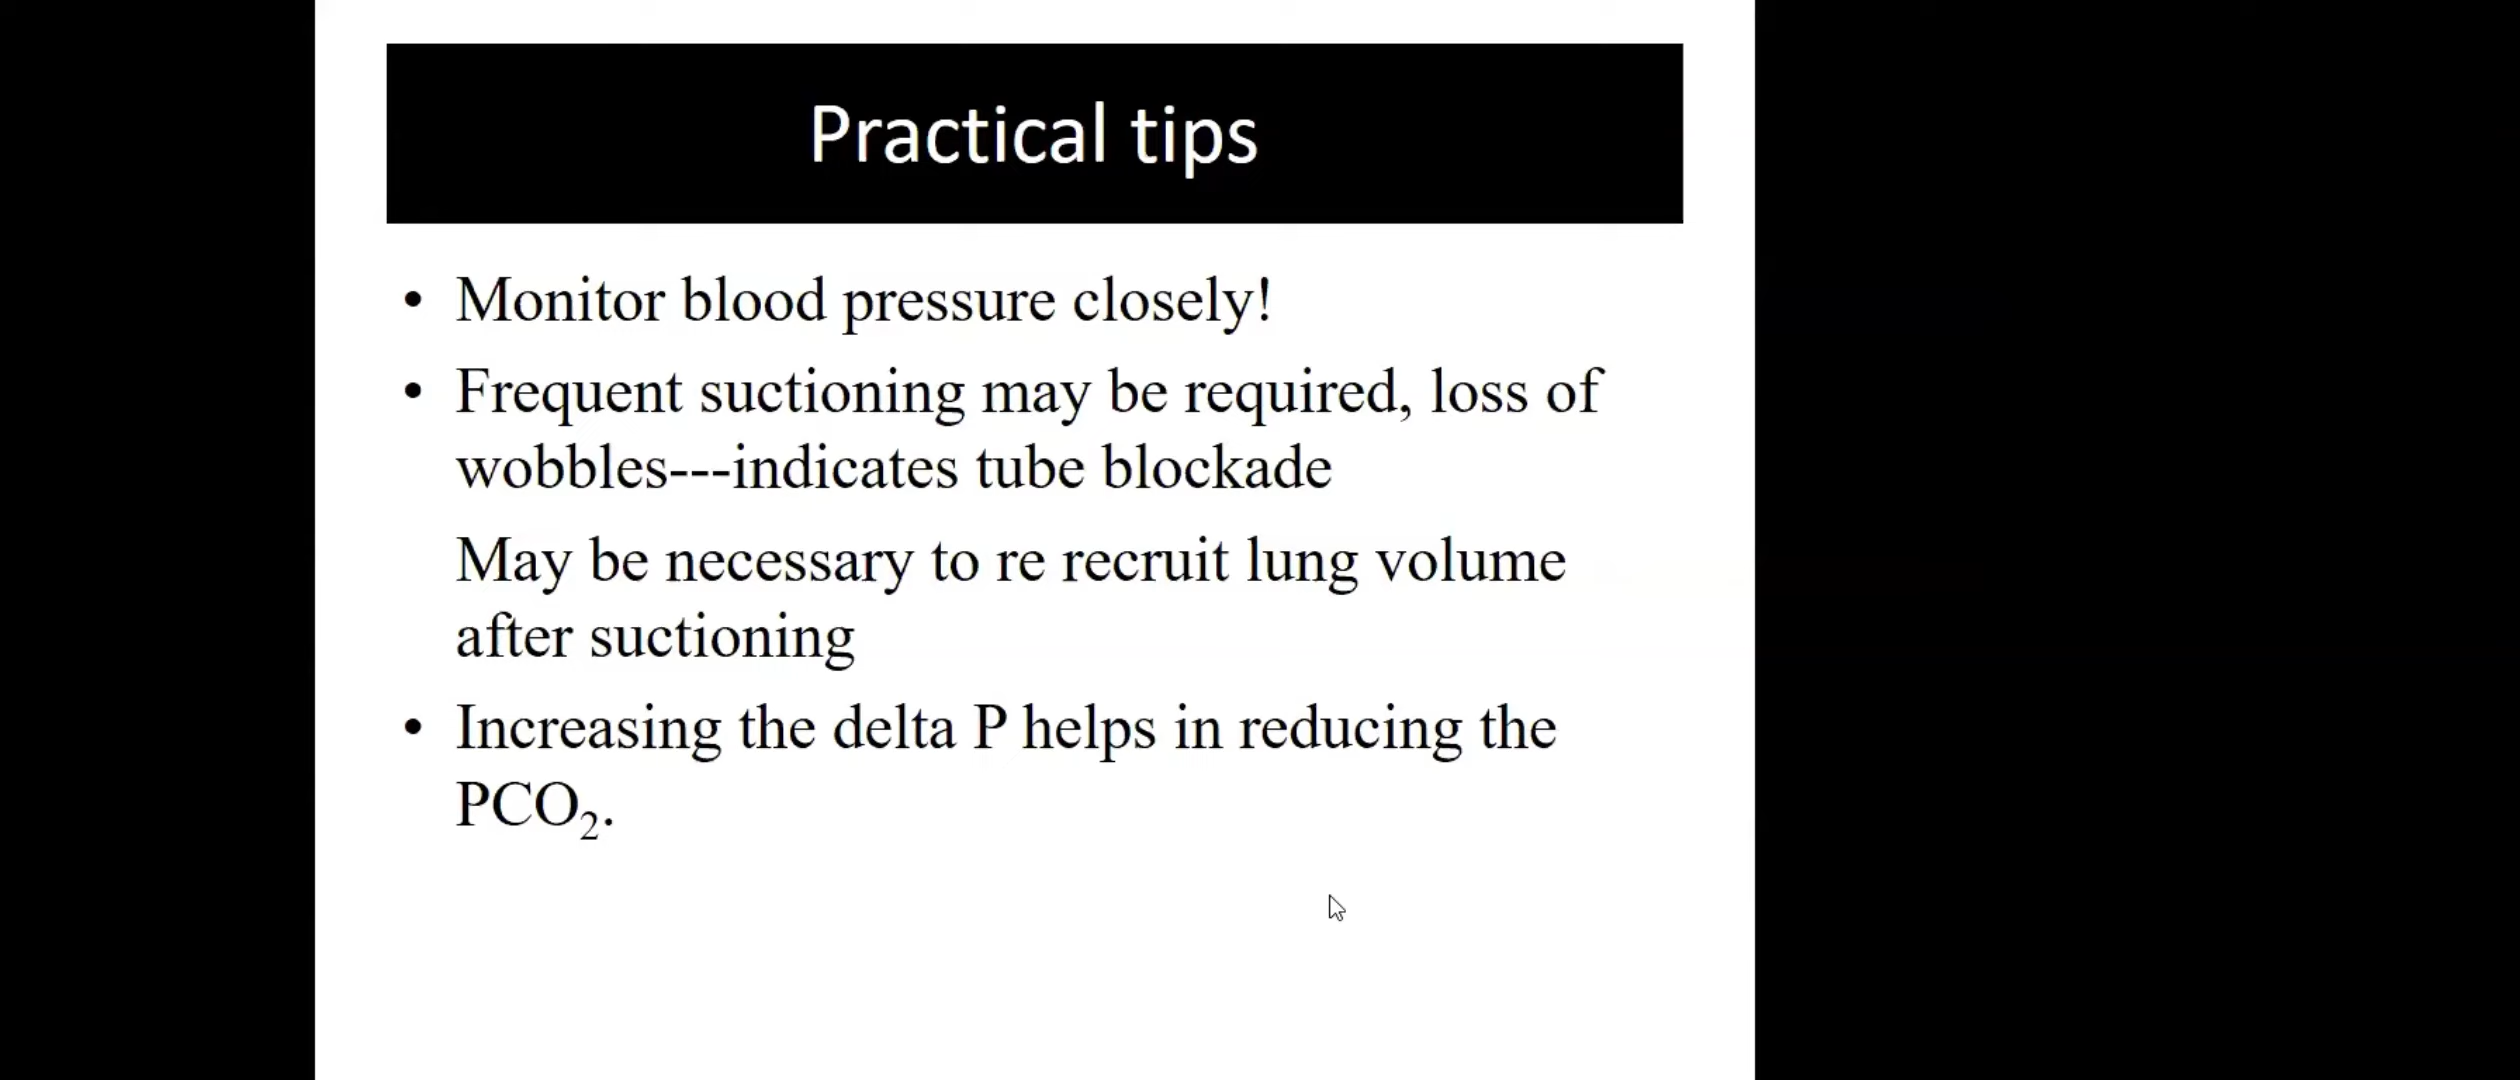 Practical tips
• Monitor blood pressure closely!
• Frequent suctioning may be required, loss of
wobbles---indicates tube blockade
May be necessary to re recruit lung volume
after suctioning
• Increasing the delta P helps in reducing the
PCO₂.